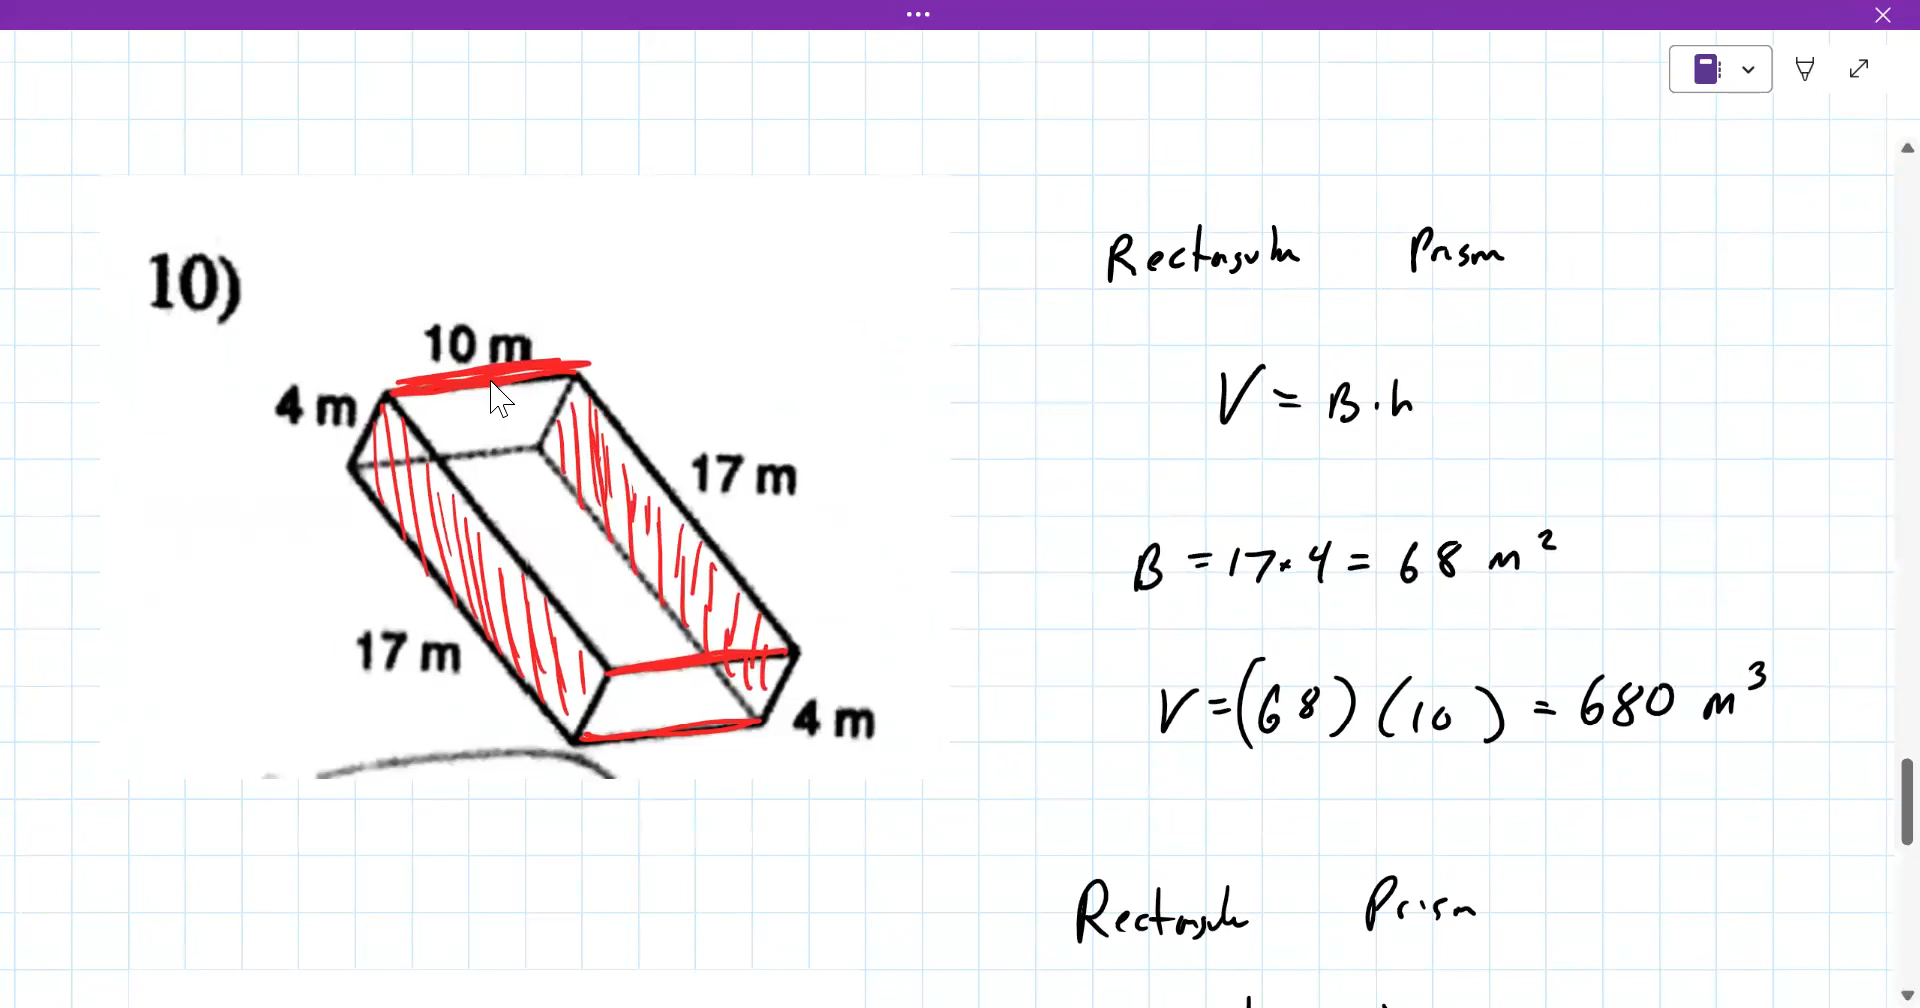 10)
10 m
4 m
17 m
17 m
4 m
Rectangular Prism
V = B · h
B = 17 * 4 = 68 m²
V = (68) (10) = 680 m³
Rectangular Prism